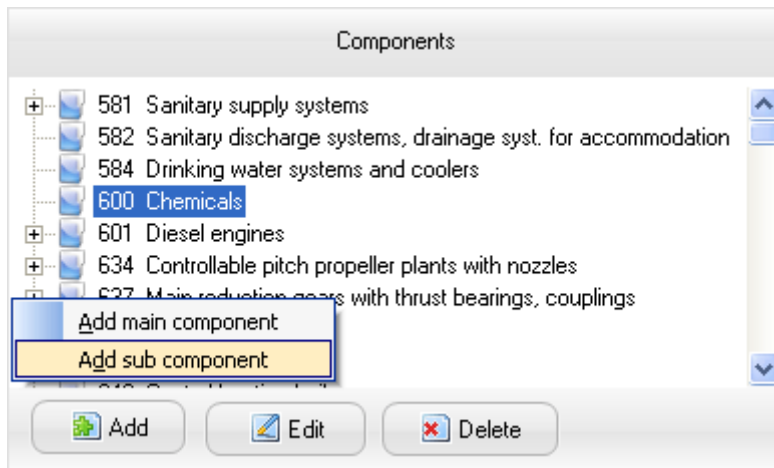 Components
581 Sanitary supply systems
582 Sanitary discharge systems, drainage syst. for accommodation
584 Drinking water systems and coolers
600 Chemicals
601 Diesel engines
634 Controllable pitch propeller plants with nozzles
637 Main reduction gears with thrust bearings, couplings
Add main component
Add sub component
Add
Edit
Delete